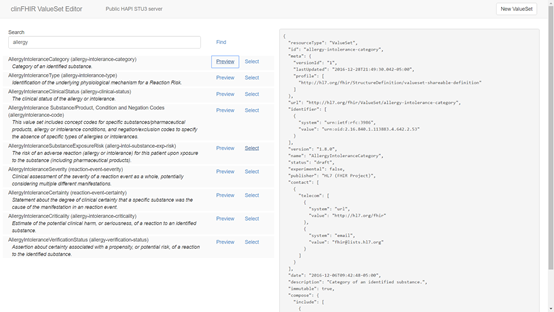 clinFHIR ValueSet Editor
Public HAPI STU3 server
New ValueSet
Search
allergy
Find
AllergyIntoleranceCategory (allergy-intolerance-category)
Category of an identified substance.
Preview
Select
AllergyIntoleranceType (allergy-intolerance-type)
Identification of the underlying physiological mechanism for a Reaction Risk.
Preview
Select
AllergyIntoleranceClinicalStatus (allergy-clinical-status)
The clinical status of the allergy or intolerance.
Preview
Select
AllergyIntolerance Substance/Product, Condition and Negation Codes
(allergyintolerance-code)
This value set includes concept codes for specific substances/pharmaceutical
products, allergy or intolerance conditions, and negation/exclusion codes to specify
the absence of specific types of allergies or intolerances.
Preview
Select
AllergyIntoleranceSubstanceExposureRisk (allerg-intol-substance-exp-risk)
The risk of an adverse reaction (allergy or intolerance) for this patient upon exposure
to the substance (including pharmaceutical products).
Preview
Select
AllergyIntoleranceSeverity (reaction-event-severity)
Clinical assessment of the severity of a reaction event as a whole, potentially
considering multiple different manifestations.
Preview
Select
AllergyIntoleranceCertainty (reaction-event-certainty)
Statement about the degree of clinical certainty that a specific substance was the
cause of the manifestation in an reaction event.
Preview
Select
AllergyIntoleranceCriticality (allergy-intolerance-criticality)
Estimate of the potential clinical harm, or seriousness, of a reaction to an identified
substance.
Preview
Select
AllergyIntoleranceVerificationStatus (allergy-verification-status)
Assertion about certainty associated with a propensity, or potential risk, of a reaction
to the identified substance.
Preview
Select
{
"resourceType": "ValueSet",
"id": "allergy-intolerance-category",
"meta": {
"versionId": "1",
"lastUpdated": "2016-12-20T21:49:30.042-05:00",
"profile": [
"http://hl7.org/fhir/StructureDefinition/valueset-shareable-definition"
]
},
"url": "http://hl7.org/fhir/ValueSet/allergy-intolerance-category",
"identifier": [
{
"system": "urn:ietf:rfc:3986",
"value": "urn:oid:2.16.840.1.113883.4.642.2.13"
}
],
"version": "1.8.0",
"name": "AllergyIntoleranceCategory",
"status": "draft",
"experimental": false,
"publisher": "HL7 (FHIR Project)",
"contact": [
{
"telecom": [
{
"system": "url",
"value": "http://hl7.org/fhir"
},
{
"system": "email",
"value": "fhir@lists.hl7.org"
}
]
}
],
"date": "2016-12-06T09:42:48-05:00",
"description": "Category of an identified substance.",
"immutable": true,
"compose": {
"include": [
{